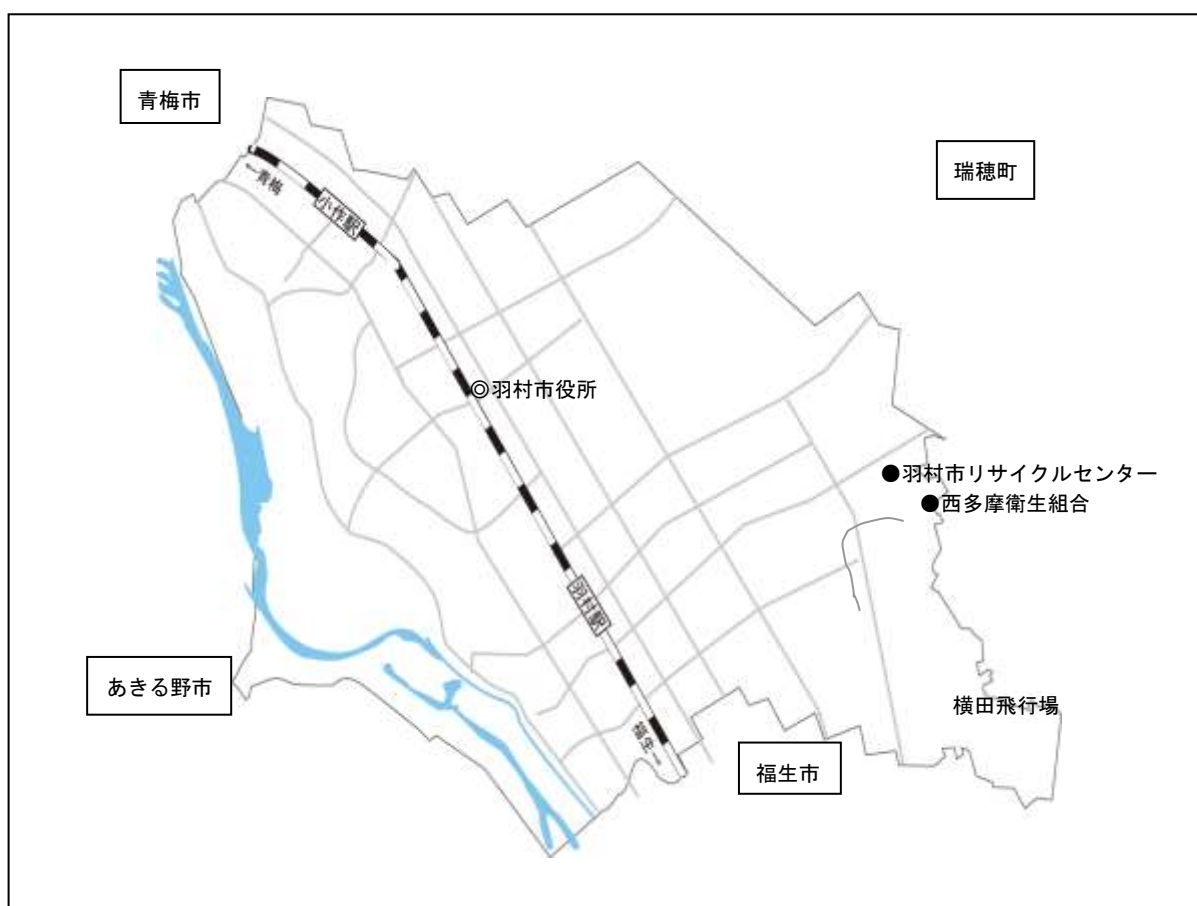 青梅市
瑞穂町
←青梅
小作駅
◎羽村市役所
●羽村市リサイクルセンター
●西多摩衛生組合
羽村駅
あきる野市
横田飛行場
福生→
福生市